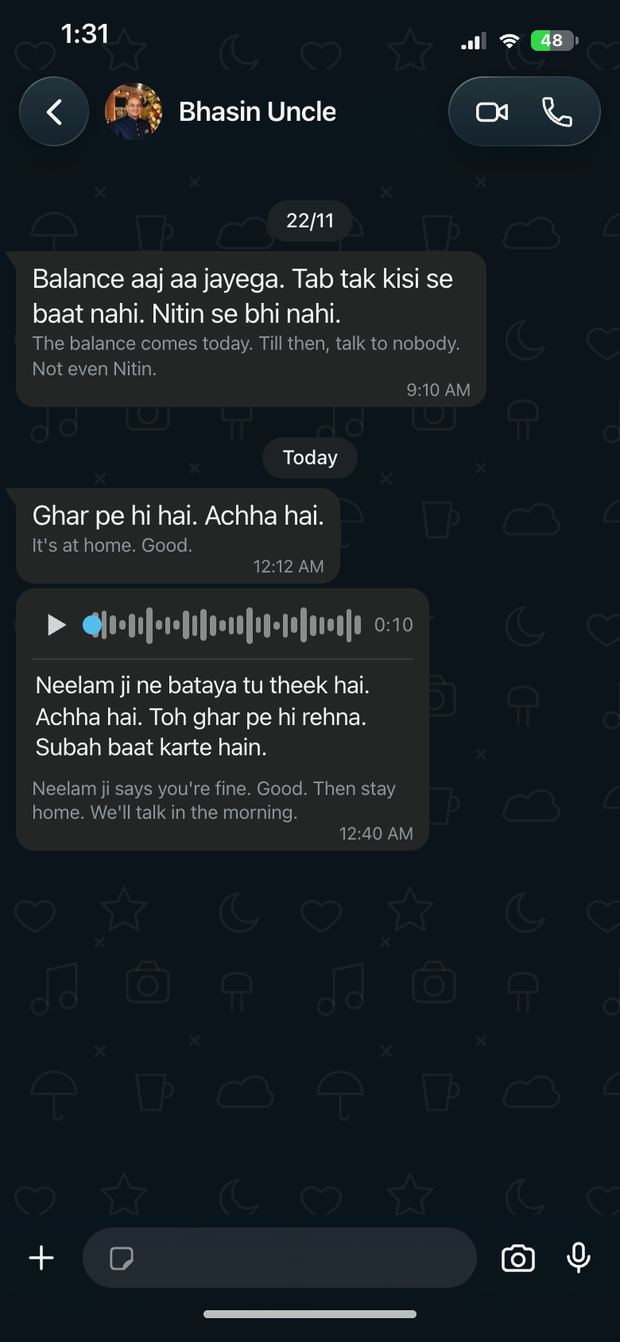 1:31
48
Bhasin Uncle
22/11
Balance aaj aa jayega. Tab tak kisi se
baat nahi. Nitin se bhi nahi.
The balance comes today. Till then, talk to nobody.
Not even Nitin.
9:10 AM
Today
Ghar pe hi hai. Achha hai.
It's at home. Good.
12:12 AM
0:10
Neelam ji ne bataya tu theek hai.
Achha hai. Toh ghar pe hi rehna.
Subah baat karte hain.
Neelam ji says you're fine. Good. Then stay
home. We'll talk in the morning.
12:40 AM